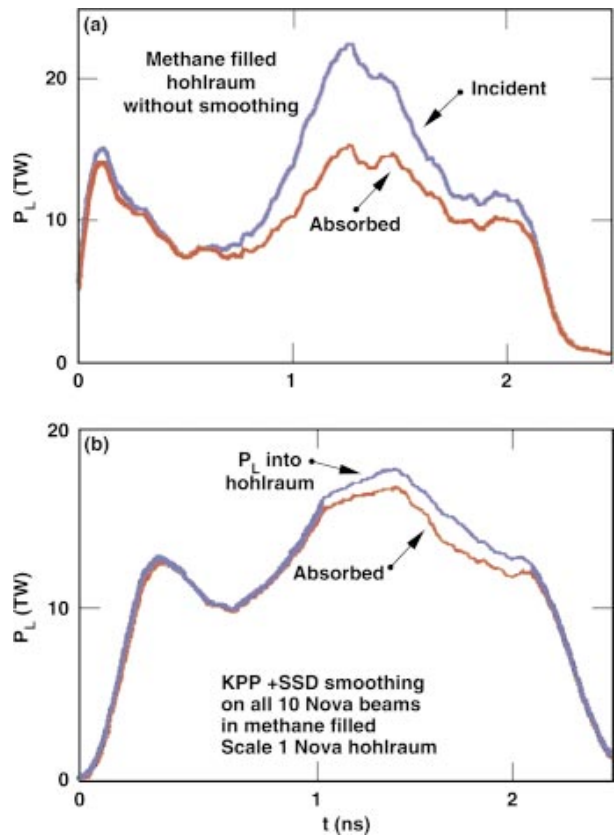 (a)
Methane filled
hohlraum
without smoothing
Incident
Absorbed
20
10
0
P_L (TW)
0
1
2
(b)
P_L into
hohlraum
Absorbed
20
10
0
P_L (TW)
KPP +SSD smoothing
on all 10 Nova beams
in methane filled
Scale 1 Nova hohlraum
0
1
2
t (ns)